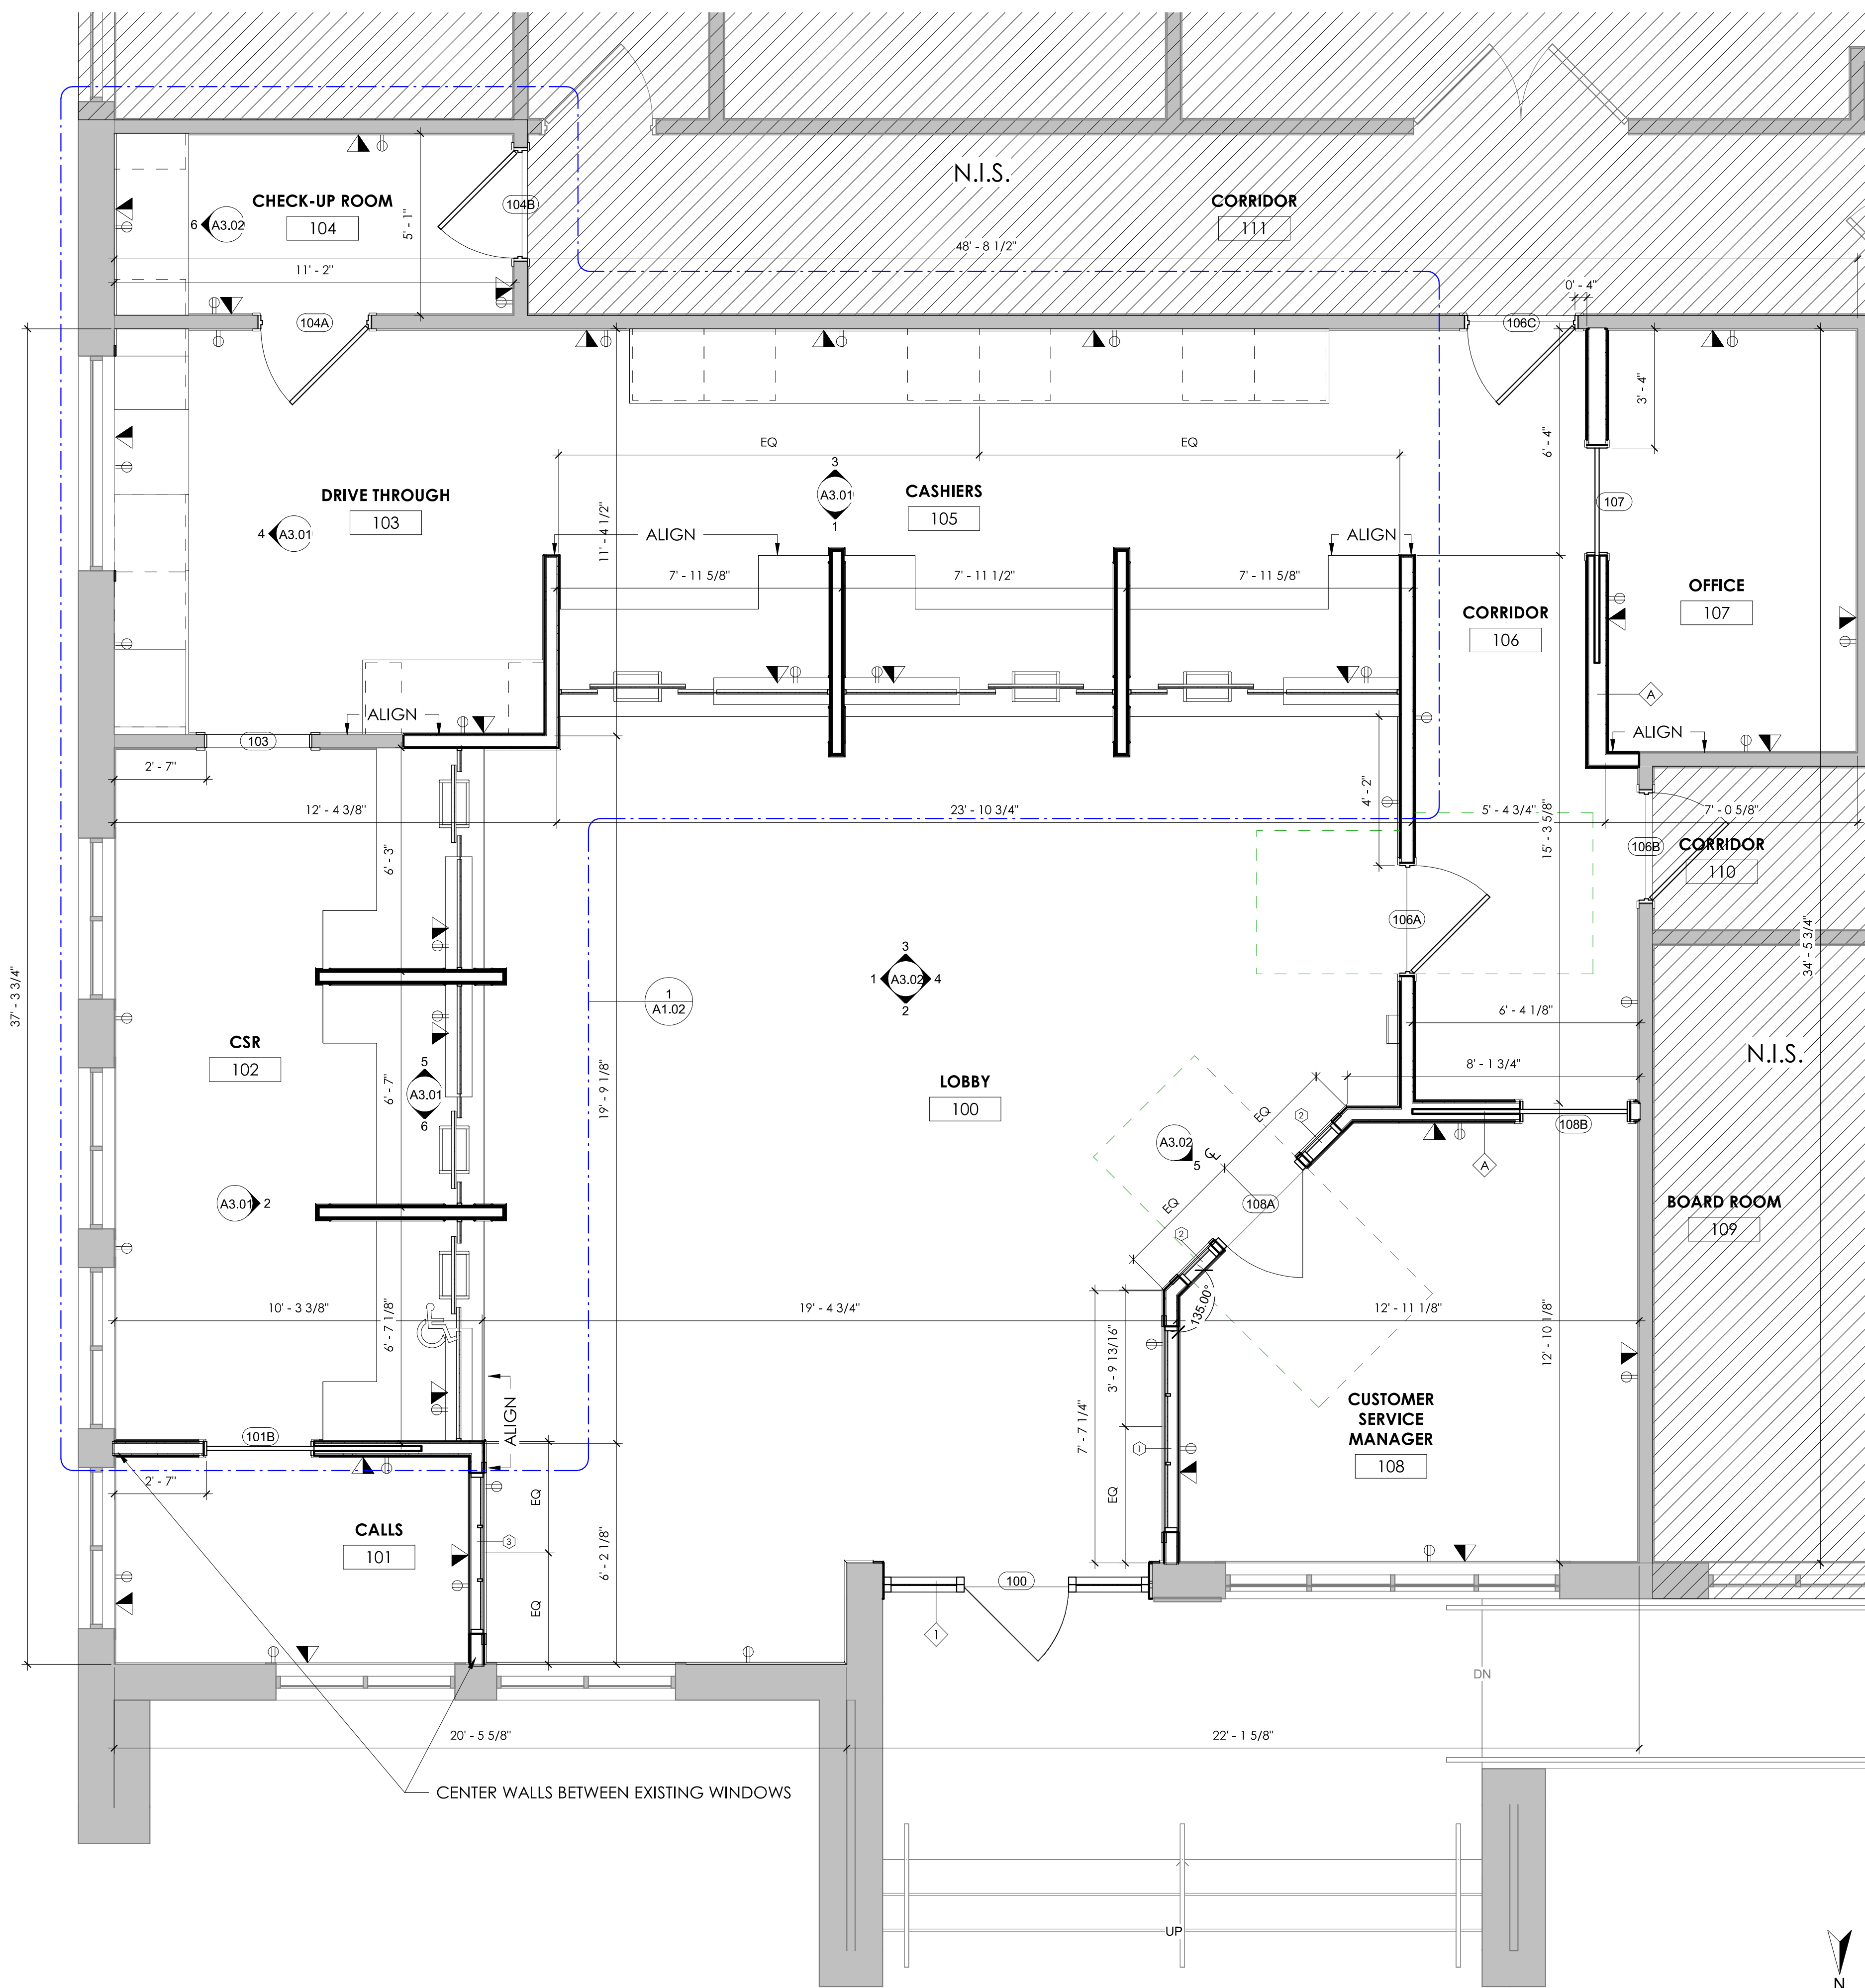 N.I.S.
CHECK-UP ROOM
104
CORRIDOR
111
104B
6
A3.02
5' - 1"
48' - 8 1/2"
11' - 2"
0' - 4"
104A
106C
3' - 4"
6' - 4"
EQ
EQ
3
A3.01
1
DRIVE THROUGH
103
CASHIERS
105
107
4
A3.01
11' - 4 1/2"
ALIGN
ALIGN
7' - 11 5/8"
7' - 11 1/2"
7' - 11 5/8"
OFFICE
107
CORRIDOR
106
A
ALIGN
103
ALIGN
2' - 7"
12' - 4 3/8"
23' - 10 3/4"
4' - 2"
5' - 4 3/4"
15' - 3 5/8"
7' - 0 5/8"
6' - 3"
106B
CORRIDOR
110
106A
34' - 5 3/4"
37' - 3 3/4"
3
1
A3.02
4
2
1
A1.02
6' - 4 1/8"
CSR
102
N.I.S.
5
A3.01
6
6' - 7"
19' - 9 1/8"
LOBBY
100
8' - 1 3/4"
EQ
2
108B
A3.02
5
CL
A
A3.01
2
EQ
108A
BOARD ROOM
109
2
135.00°
10' - 3 3/8"
6' - 7 1/8"
19' - 4 3/4"
12' - 11 1/8"
12' - 10 1/8"
3' - 9 13/16"
7' - 7 1/4"
ALIGN
CUSTOMER
SERVICE
MANAGER
108
101B
1
2' - 7"
EQ
EQ
CALLS
101
3
6' - 2 1/8"
EQ
100
1
DN
20' - 5 5/8"
22' - 1 5/8"
CENTER WALLS BETWEEN EXISTING WINDOWS
UP
N